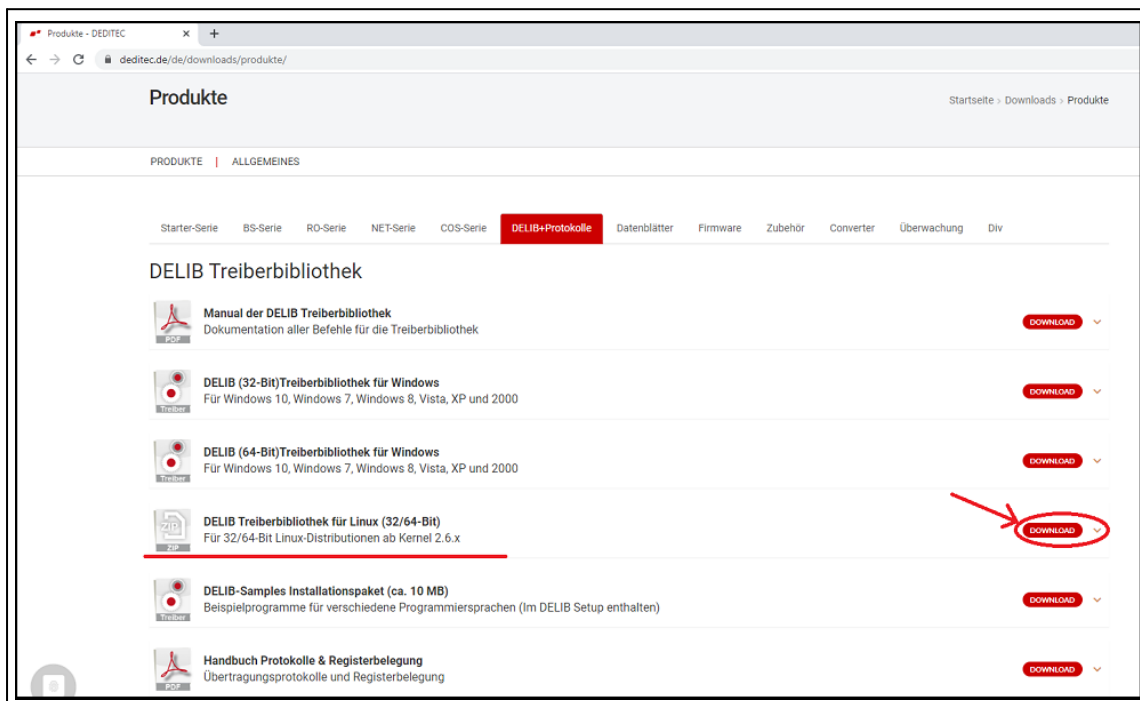 Produkte - DEDITEC
deditec.de/de/downloads/produkte/
Produkte
Startseite > Downloads > Produkte
PRODUKTE | ALLGEMEINES
Starter-Serie BS-Serie RO-Serie NET-Serie COS-Serie DELIB+Protokolle Datenblätter Firmware Zubehör Converter Überwachung Div
DELIB Treiberbibliothek
Manual der DELIB Treiberbibliothek
Dokumentation aller Befehle für die Treiberbibliothek
PDF
DOWNLOAD
DELIB (32-Bit)Treiberbibliothek für Windows
Für Windows 10, Windows 7, Windows 8, Vista, XP und 2000
Treiber
DOWNLOAD
DELIB (64-Bit)Treiberbibliothek für Windows
Für Windows 10, Windows 7, Windows 8, Vista, XP und 2000
Treiber
DOWNLOAD
DELIB Treiberbibliothek für Linux (32/64-Bit)
Für 32/64-Bit Linux-Distributionen ab Kernel 2.6.x
ZIP
ZIP
DOWNLOAD
DELIB-Samples Installationspaket (ca. 10 MB)
Beispielprogramme für verschiedene Programmiersprachen (Im DELIB Setup enthalten)
Treiber
DOWNLOAD
Handbuch Protokolle & Registerbelegung
Übertragungsprotokolle und Registerbelegung
PDF
DOWNLOAD